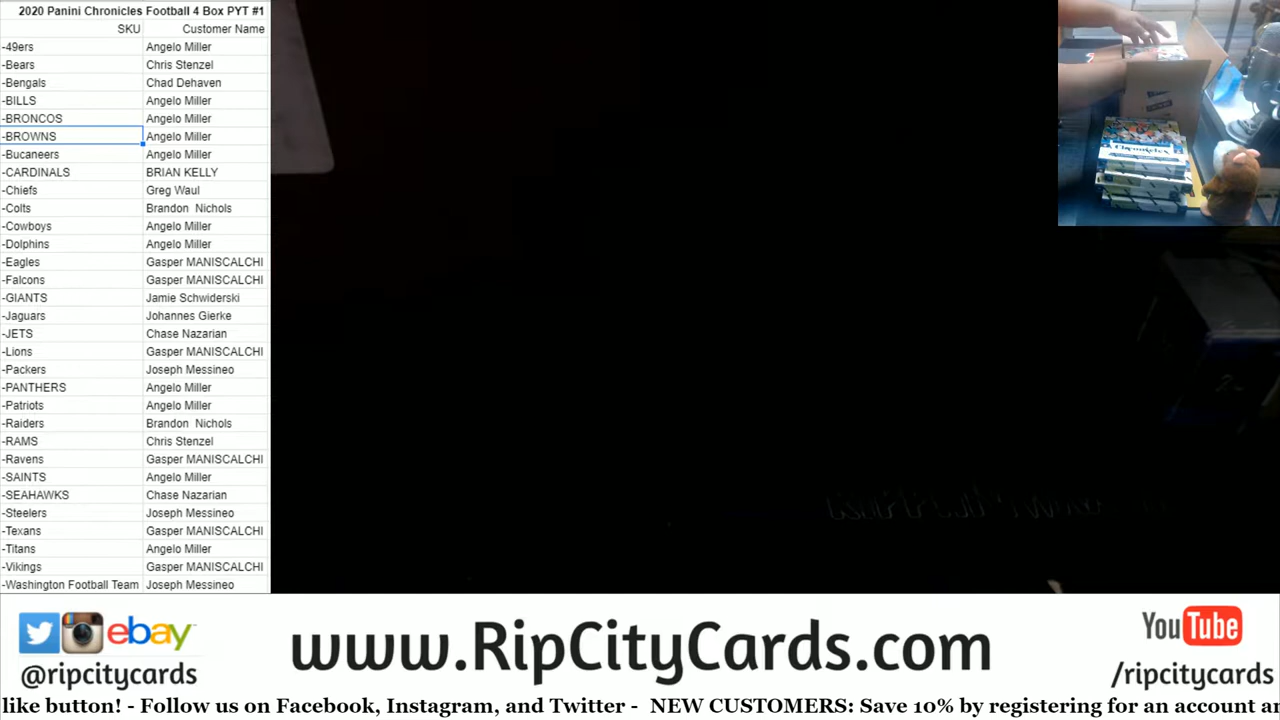 2020 Panini Chronicles Football 4 Box PYT #1
SKU Customer Name
-49ers Angelo Miller
-Bears Chris Stenzel
-Bengals Chad Dehaven
-BILLS Angelo Miller
-BRONCOS Angelo Miller
-BROWNS Angelo Miller
-Bucaneers Angelo Miller
-CARDINALS BRIAN KELLY
-Chiefs Greg Waul
-Colts Brandon Nichols
-Cowboys Angelo Miller
-Dolphins Angelo Miller
-Eagles Gasper MANISCALCHI
-Falcons Gasper MANISCALCHI
-GIANTS Jamie Schwiderski
-Jaguars Johannes Gierke
-JETS Chase Nazarian
-Lions Gasper MANISCALCHI
-Packers Joseph Messineo
-PANTHERS Angelo Miller
-Patriots Angelo Miller
-Raiders Brandon Nichols
-RAMS Chris Stenzel
-Ravens Gasper MANISCALCHI
-SAINTS Angelo Miller
-SEAHAWKS Chase Nazarian
-Steelers Joseph Messineo
-Texans Gasper MANISCALCHI
-Titans Angelo Miller
-Vikings Gasper MANISCALCHI
-Washington Football Team Joseph Messineo
Chronicles
ebay
@ripcitycards
www.RipCityCards.com
YouTube
/ripcitycards
like button! - Follow us on Facebook, Instagram, and Twitter - NEW CUSTOMERS: Save 10% by registering for an account